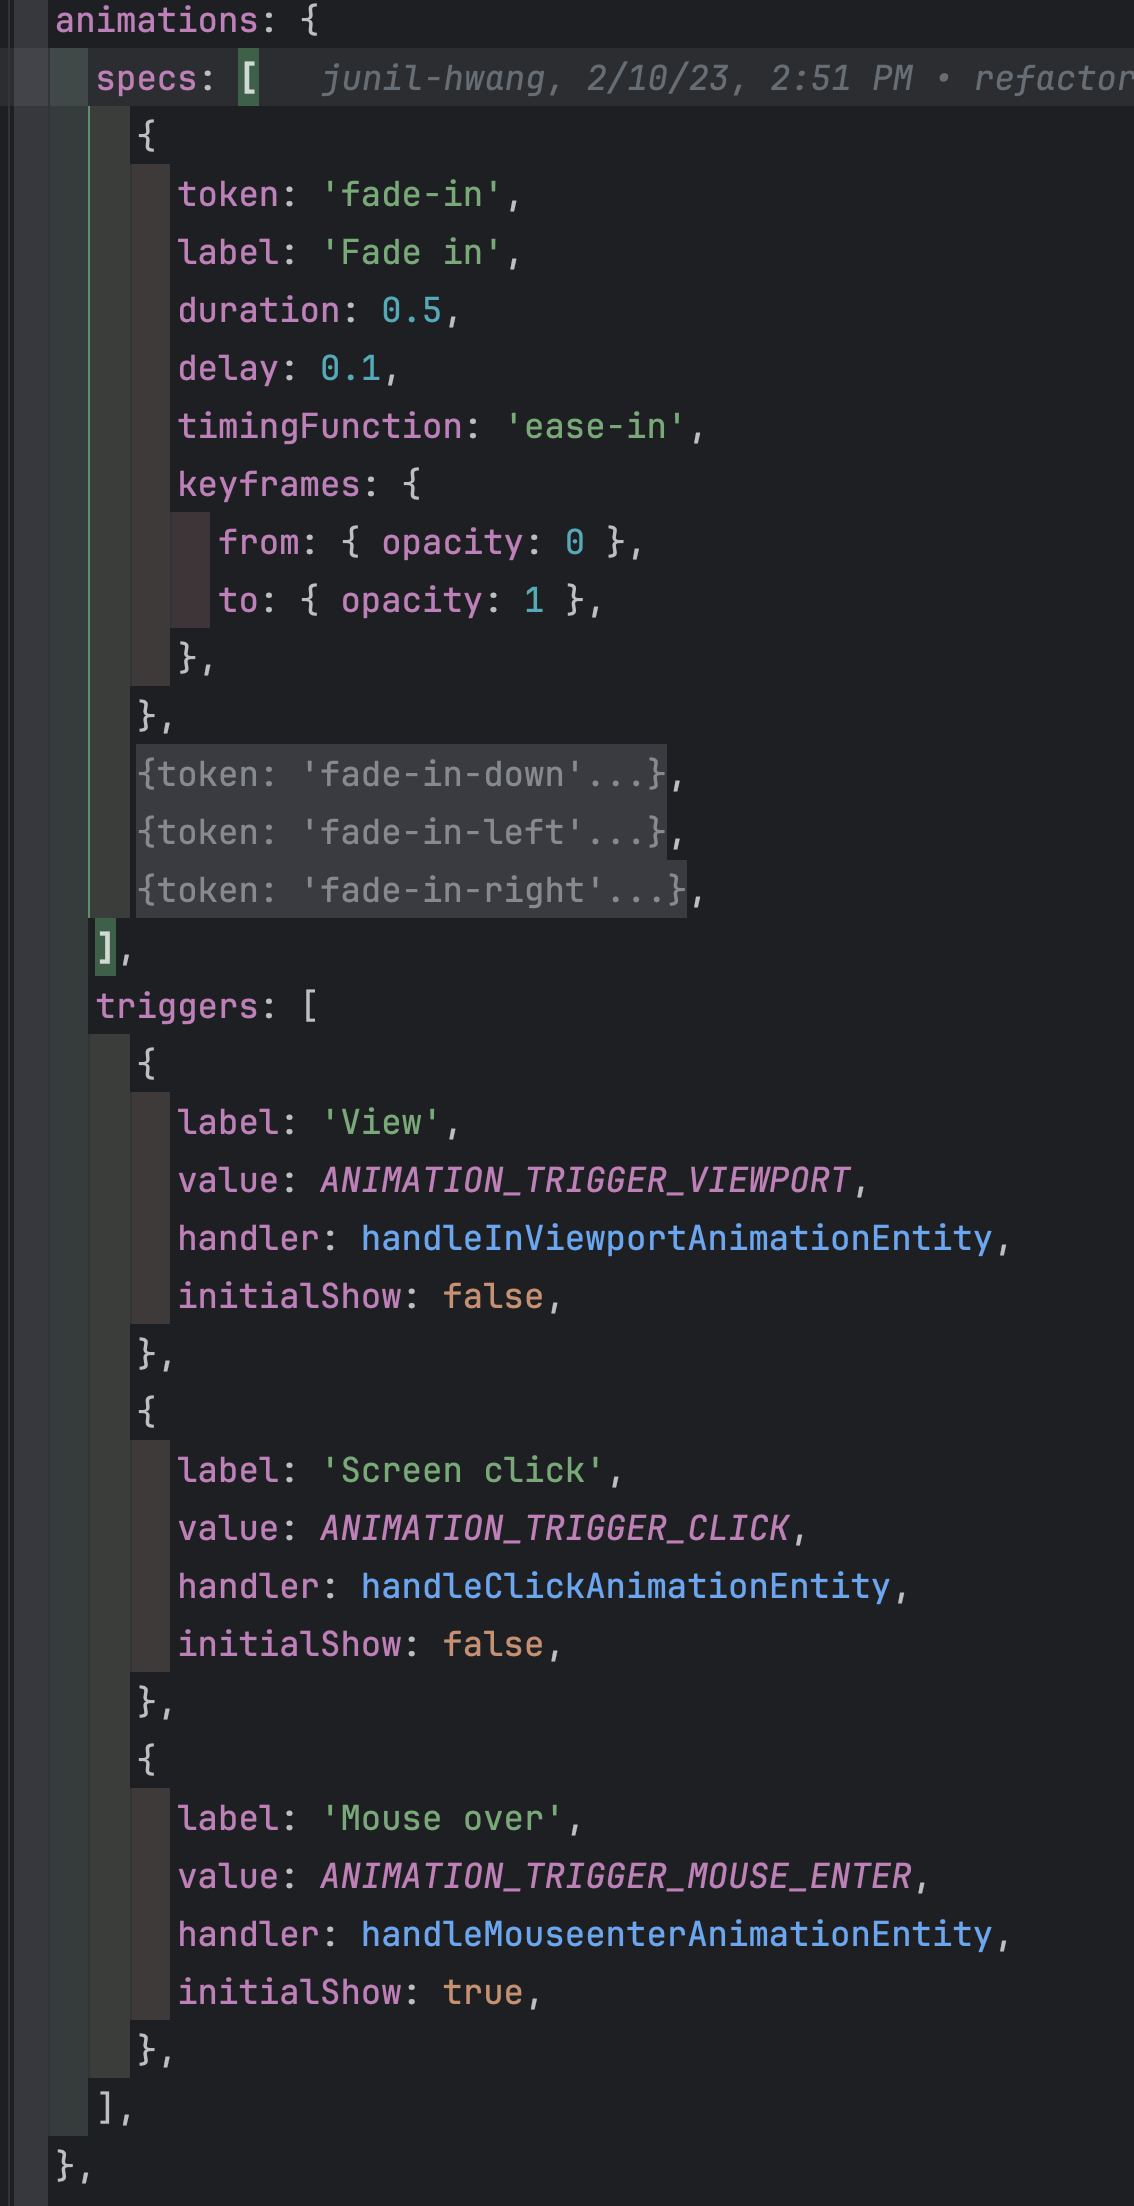 animations: {
specs: [ junil-hwang, 2/10/23, 2:51 PM • refactor
{
token: 'fade-in',
label: 'Fade in',
duration: 0.5,
delay: 0.1,
timingFunction: 'ease-in',
keyframes: {
from: { opacity: 0 },
to: { opacity: 1 },
},
},
{token: 'fade-in-down'...},
{token: 'fade-in-left'...},
{token: 'fade-in-right'...},
],
triggers: [
{
label: 'View',
value: ANIMATION_TRIGGER_VIEWPORT,
handler: handleInViewportAnimationEntity,
initialShow: false,
},
{
label: 'Screen click',
value: ANIMATION_TRIGGER_CLICK,
handler: handleClickAnimationEntity,
initialShow: false,
},
{
label: 'Mouse over',
value: ANIMATION_TRIGGER_MOUSE_ENTER,
handler: handleMouseenterAnimationEntity,
initialShow: true,
},
],
},